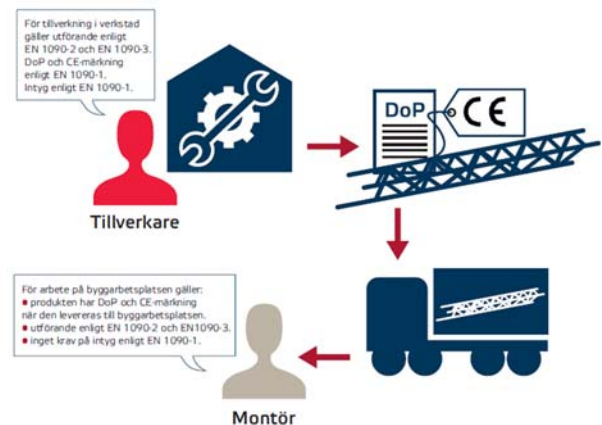 För tillverkning i verkstad
gäller utförande enligt
EN 1090-2 och EN 1090-3.
DoP och CE-märkning
enligt EN 1090-1.
Intyg enligt EN 1090-1.
Tillverkare
DoP
CE
För arbete på byggarbetsplatsen gäller:
• produkten har DoP och CE-märkning
när den levereras till byggarbetsplatsen.
• utförande enligt EN 1090-2 och EN1090-3.
• inget krav på intyg enligt EN 1090-1.
Montör